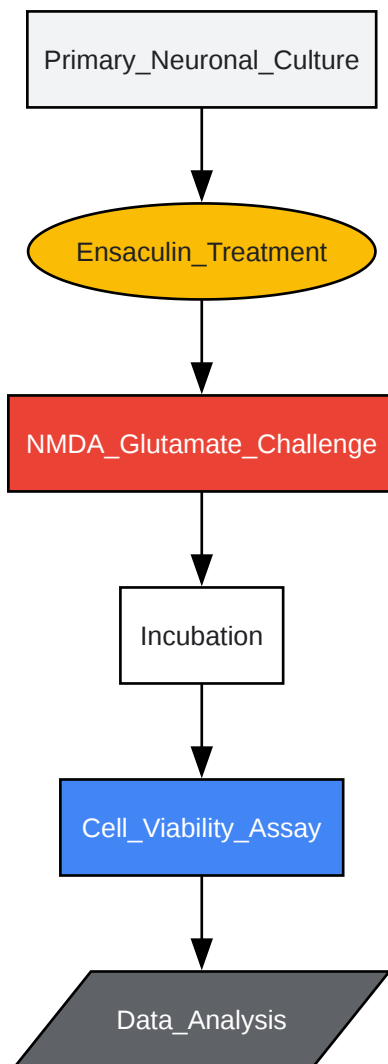 Primary_Neuronal_Culture
Ensaculin_Treatment
NMDA_Glutamate_Challenge
Incubation
Cell_Viability_Assay
Data_Analysis